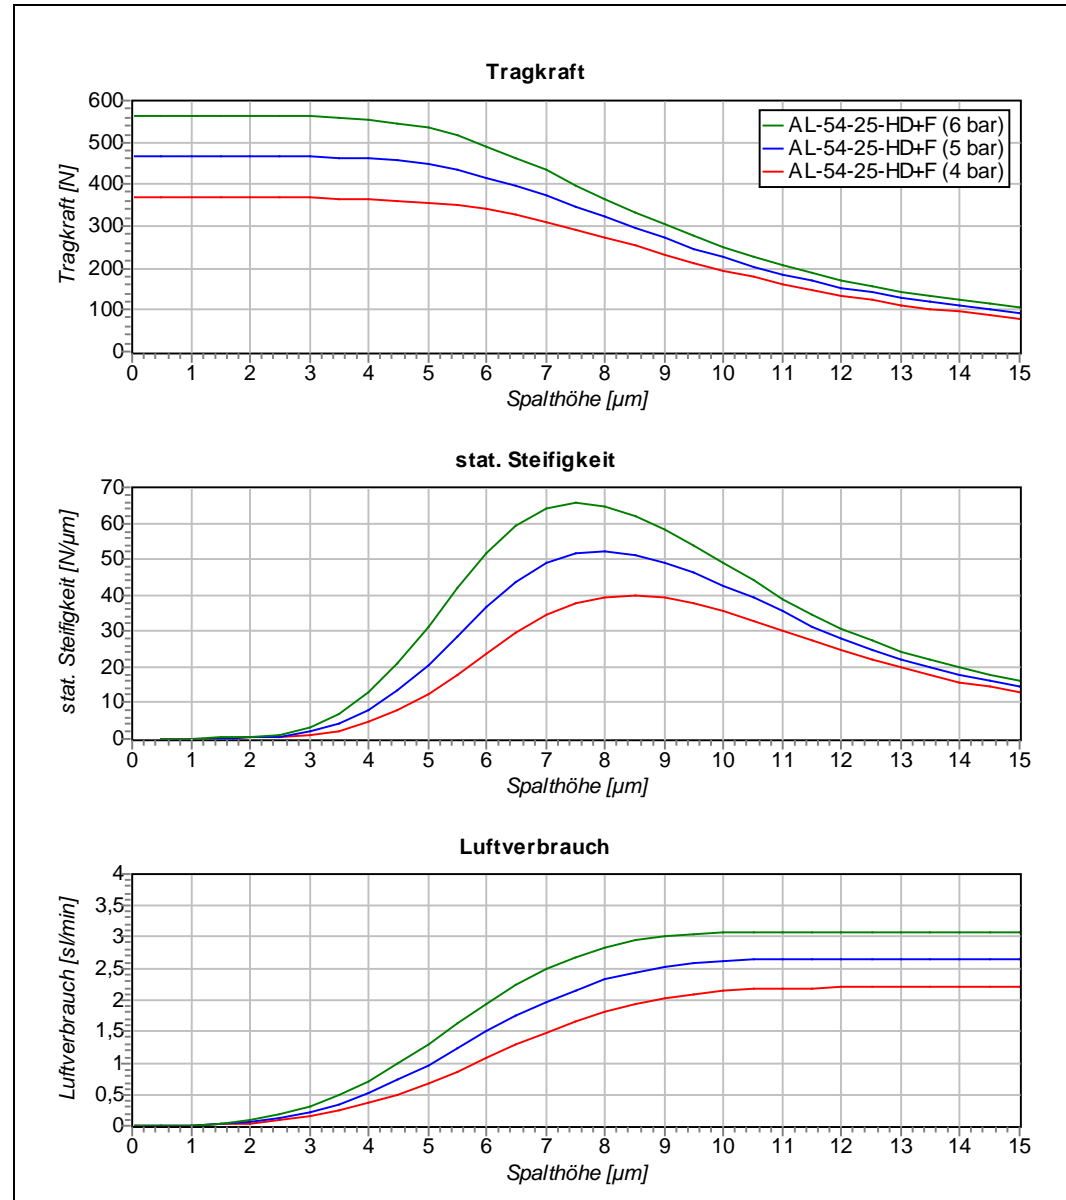 Tragkraft
Tragkraft [N]
600
500
400
300
200
100
0
AL-54-25-HD+F (6 bar)
AL-54-25-HD+F (5 bar)
AL-54-25-HD+F (4 bar)
0 1 2 3 4 5 6 7 8 9 10 11 12 13 14 15
Spalthöhe [µm]
stat. Steifigkeit
stat. Steifigkeit [N/µm]
70
60
50
40
30
20
10
0
0 1 2 3 4 5 6 7 8 9 10 11 12 13 14 15
Spalthöhe [µm]
Luftverbrauch
Luftverbrauch [sl/min]
4
3,5
3
2,5
2
1,5
1
0,5
0
0 1 2 3 4 5 6 7 8 9 10 11 12 13 14 15
Spalthöhe [µm]